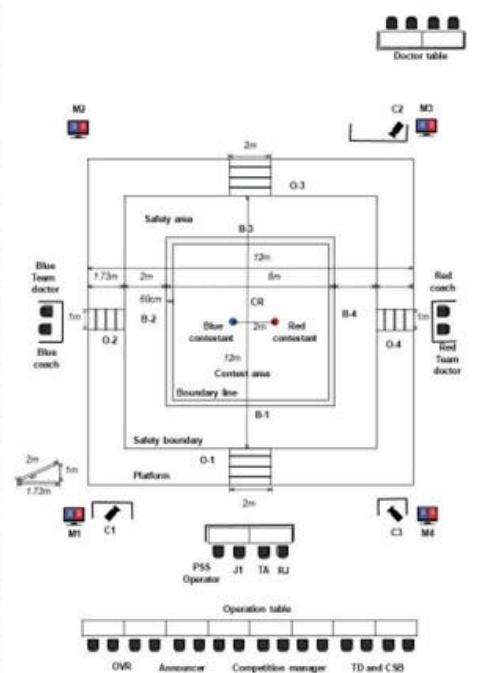 Doctor table
M2
C2
M3
2m
O-3
Safety area
B-3
12m
Blue
Team
doctor
1.73m
2m
8m
Red
coach
60cm
CR
1m
B-2
B-4
1m
O-2
Blue
contestant
2m
Red
contestant
O-4
Blue
coach
Red
Team
doctor
12m
Contest area
Boundary line
B-1
Safety boundary
O-1
2m
1m
1.73m
Platform
2m
M1
C1
C3
M4
PSS
Operator
J1
TA
RJ
Operation table
OVR
Announcer
Competition manager
TD and CSB